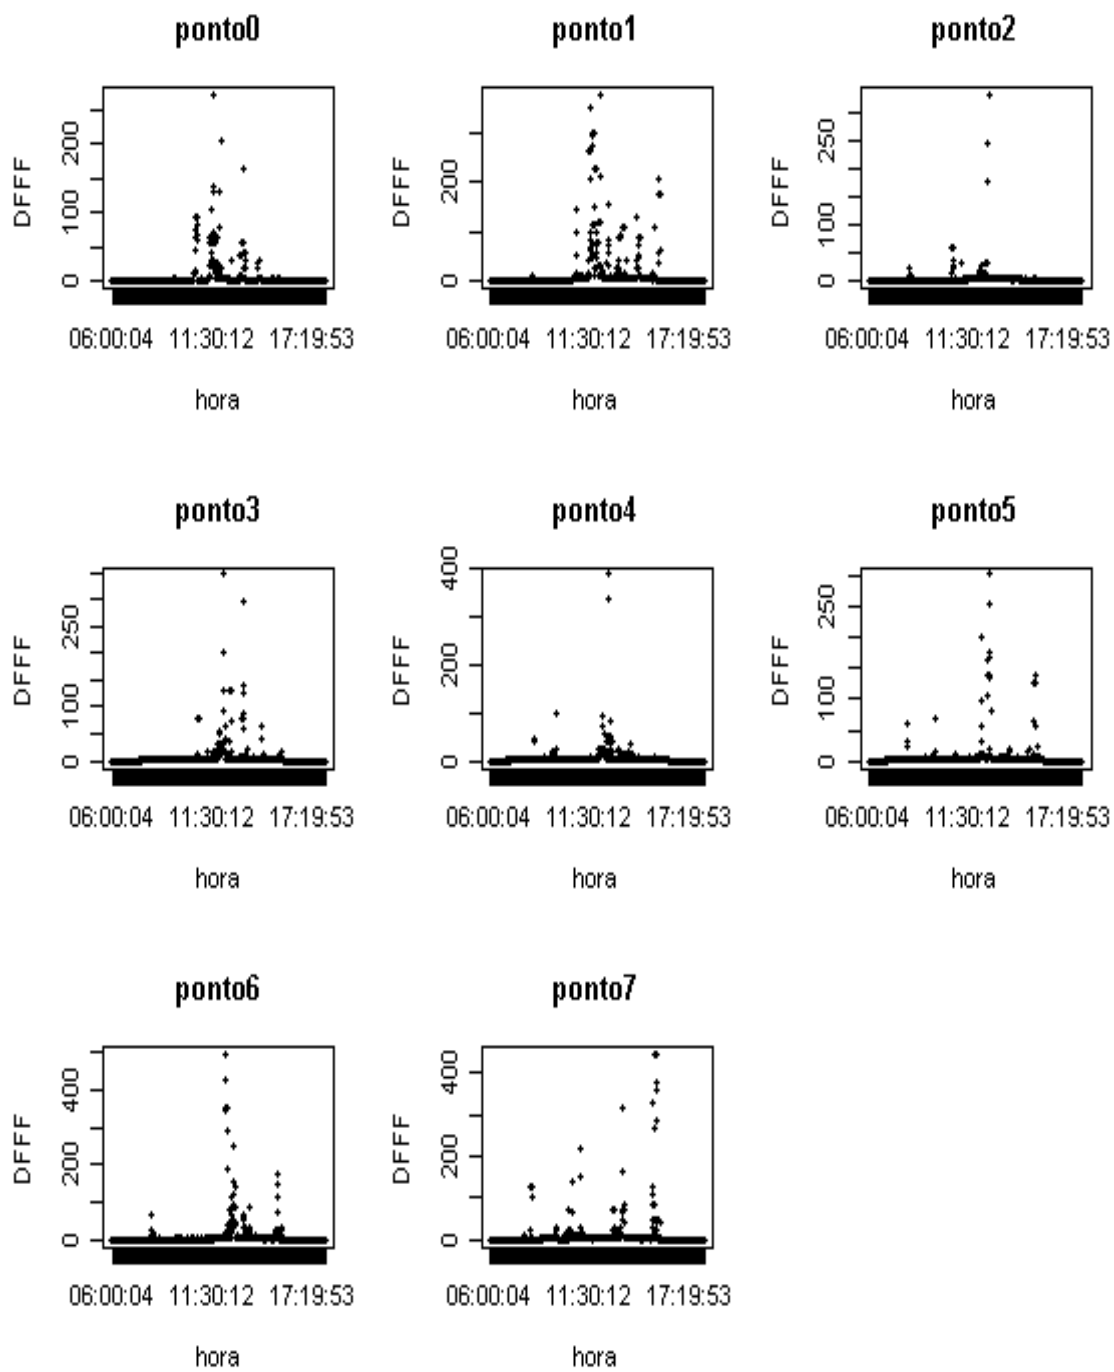 ponto0 ponto1 ponto2
DFFF 0 100 200 DFFF 0 200 DFFF 0 100 250
06:00:04 11:30:12 17:19:53 06:00:04 11:30:12 17:19:53 06:00:04 11:30:12 17:19:53
hora hora hora
ponto3 ponto4 ponto5
DFFF 0 100 250 DFFF 0 200 400 DFFF 0 100 250
06:00:04 11:30:12 17:19:53 06:00:04 11:30:12 17:19:53 06:00:04 11:30:12 17:19:53
hora hora hora
ponto6 ponto7
DFFF 0 200 400 DFFF 0 200 400
06:00:04 11:30:12 17:19:53 06:00:04 11:30:12 17:19:53
hora hora